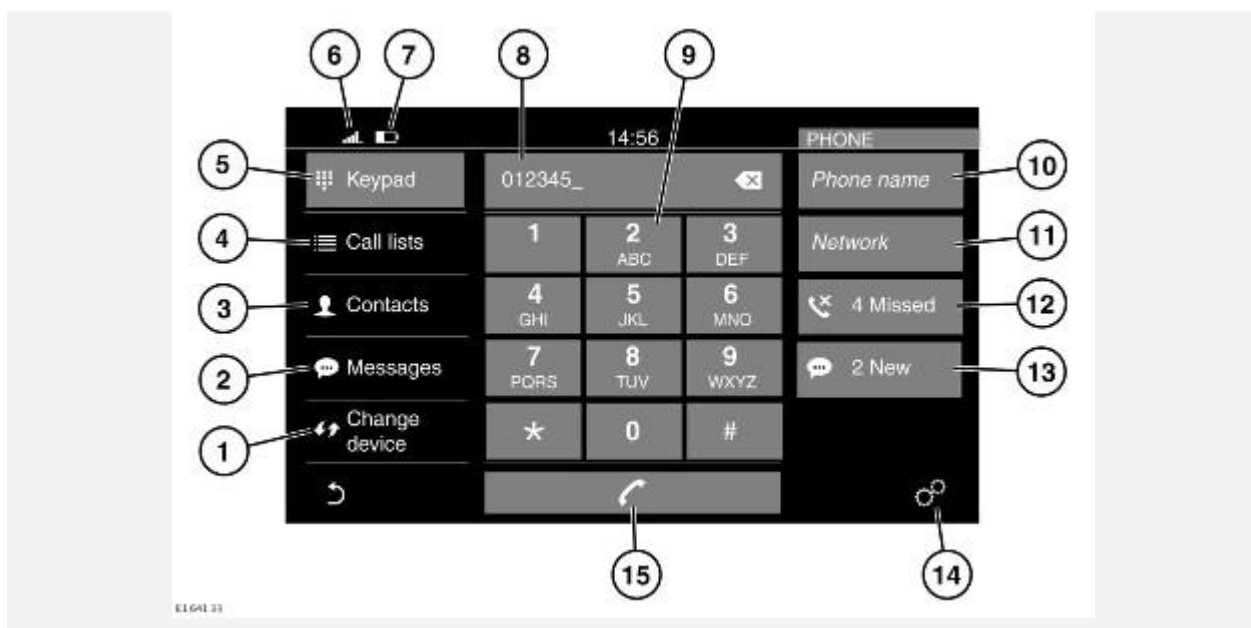 6 7 8 9
14:56 PHONE
5 Keypad 012345_ Phone name 10
4 Call lists 1 2 ABC 3 DEF Network 11
3 Contacts 4 GHI 5 JKL 6 MNO 4 Missed 12
2 Messages 7 PQRS 8 TUV 9 WXYZ 2 New 13
1 Change device * 0 #
15 14